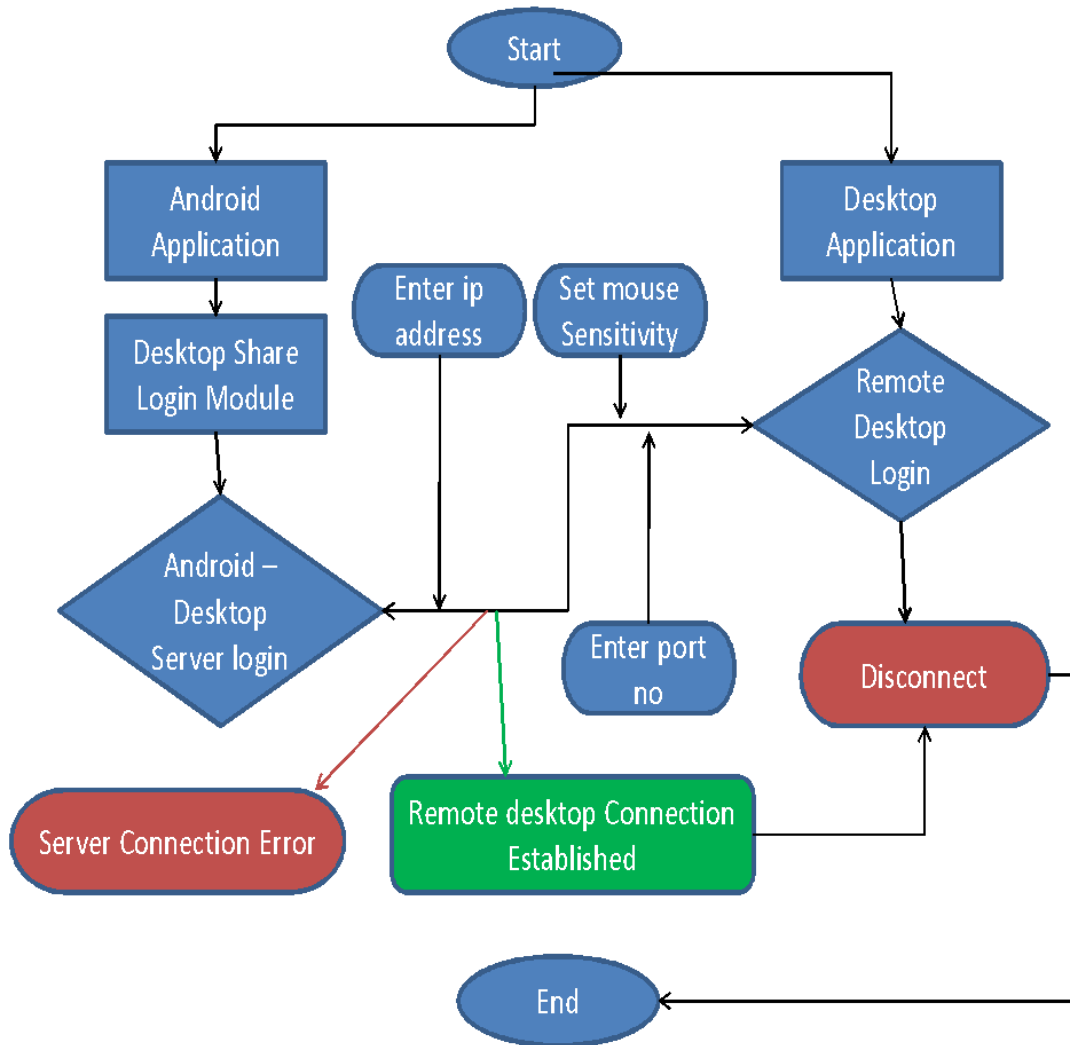 Start
Android
Application
Desktop
Application
Enter ip
address
Set mouse
Sensitivity
Desktop Share
Login Module
Remote
Desktop
Login
Android –
Desktop
Server login
Enter port
no
Disconnect
Server Connection Error
Remote desktop Connection
Established
End